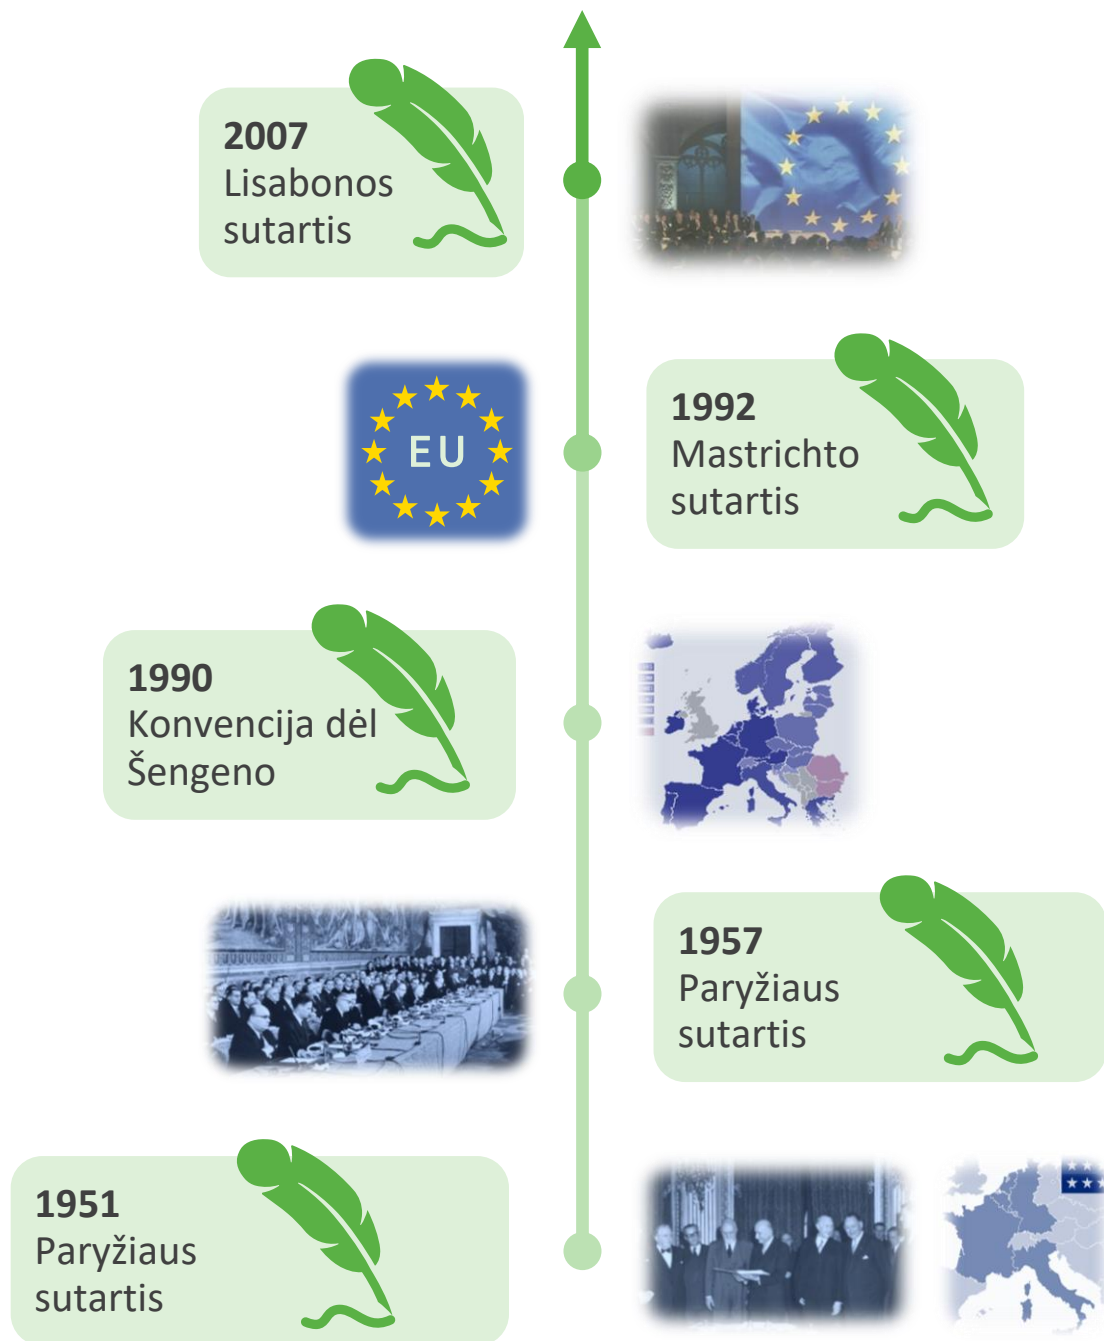 2007
Lisabonos
sutartis
EU
1992
Mastrichto
sutartis
1990
Konvencija dėl
Šengeno
1957
Paryžiaus
sutartis
1951
Paryžiaus
sutartis